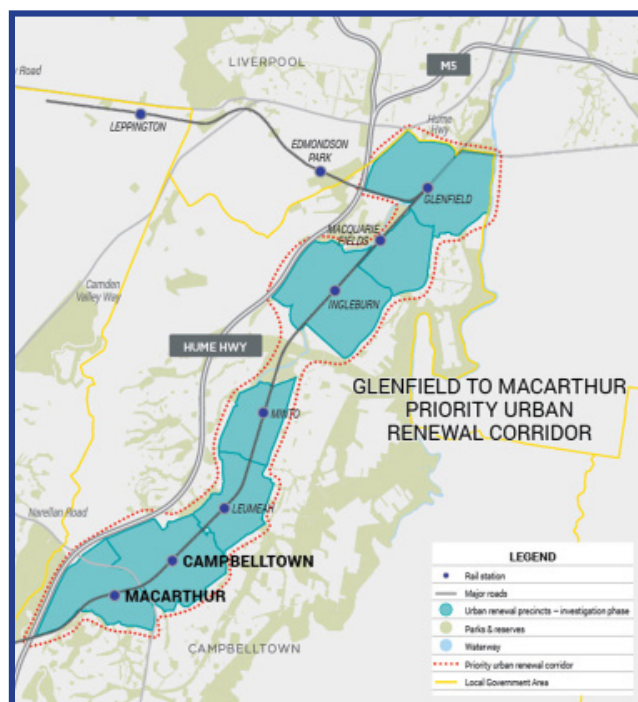 LIVERPOOL
M5
Road
LEPPINGTON
Hume
Hwy
EDMONDSON
PARK
GLENFIELD
MACQUARIE
FIELDS
Camden
Valley Way
INGLEBURN
HUME HWY
GLENFIELD TO MACARTHUR
PRIORITY URBAN
RENEWAL CORRIDOR
MINTO
Narellan Road
LEUMEAH
CAMPBELLTOWN
MACARTHUR
CAMPBELLTOWN
LEGEND
Rail station
Major roads
Urban renewal precincts – investigation phase
Parks & reserves
Waterway
Priority urban renewal corridor
Local Government Area